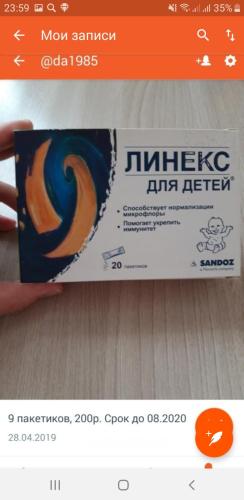 23:59
35%
Мои записи
@da1985
ЛИНЕКС
ДЛЯ ДЕТЕЙ®
Способствует нормализации
микрофлоры
Помогает укрепить
иммунитет
20 пакетиков
SANDOZ
9 пакетиков, 200р. Срок до 08.2020
28.04.2019